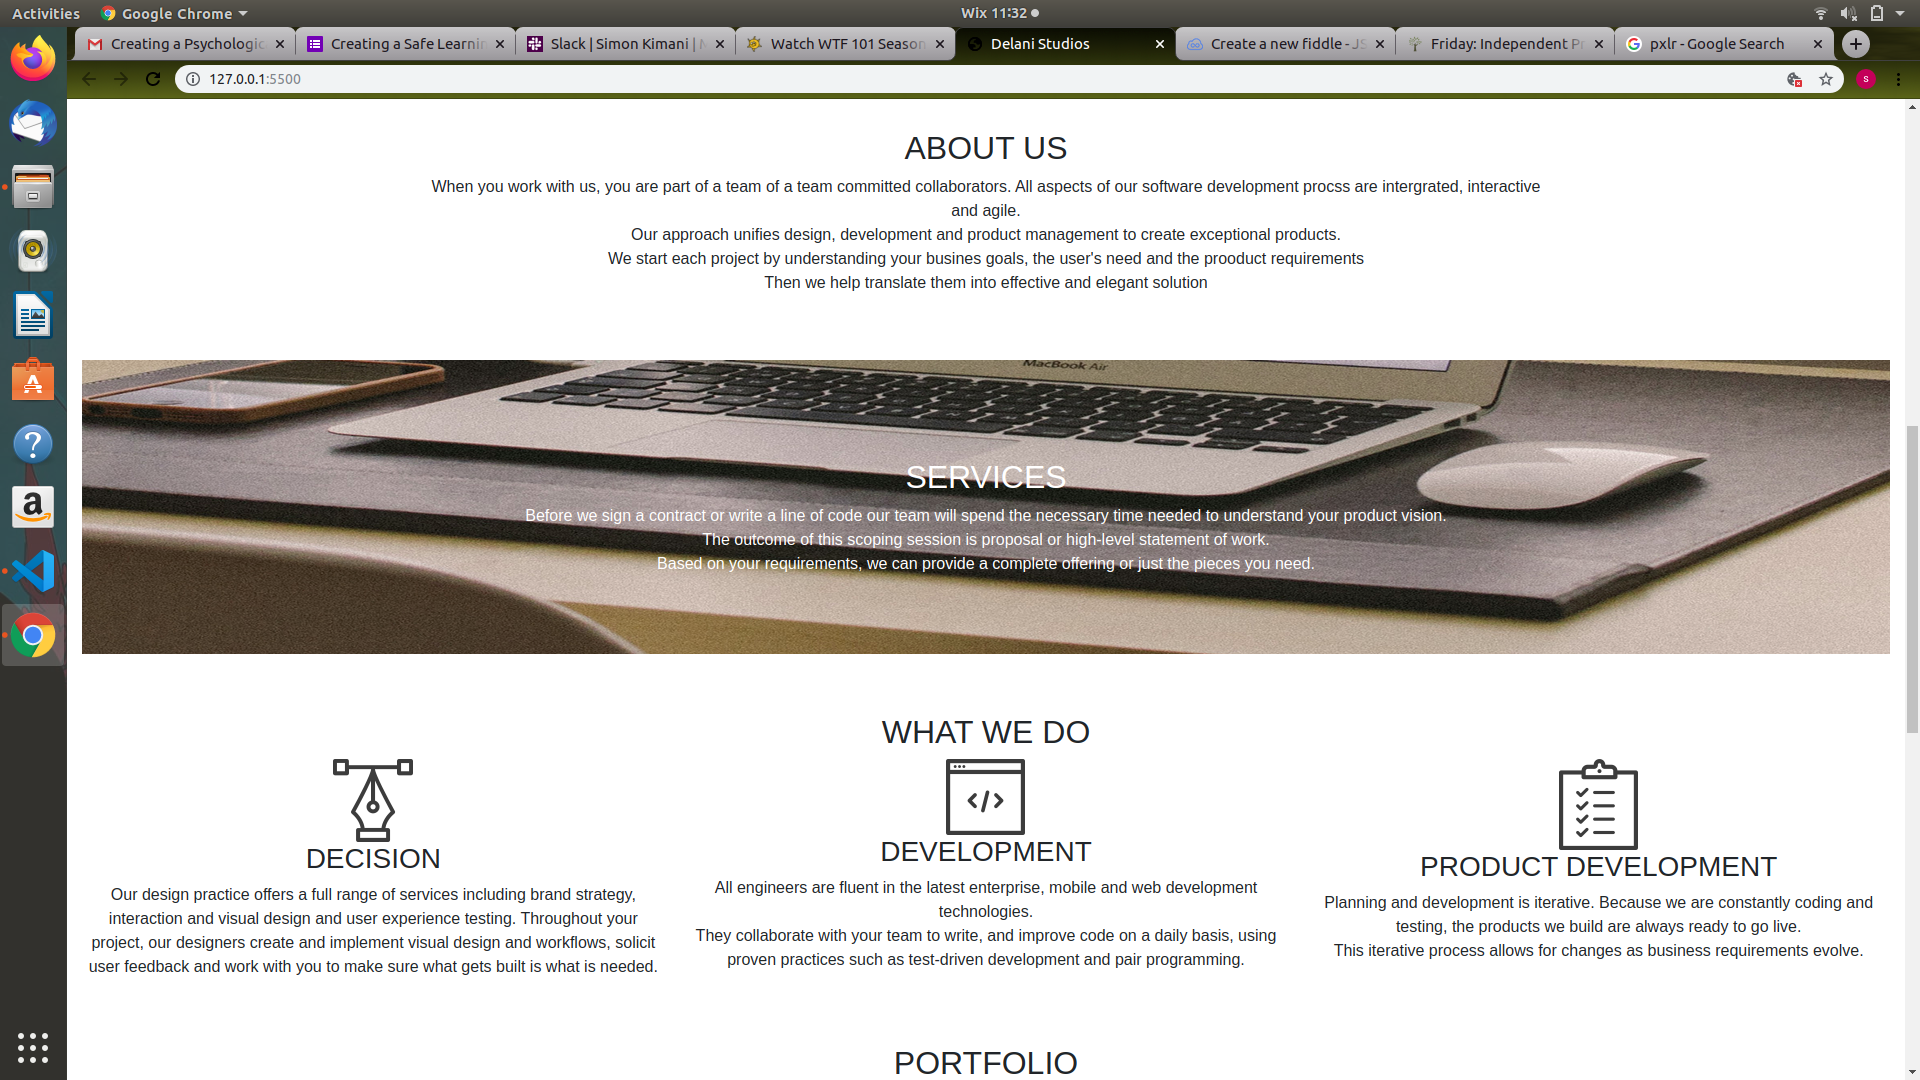 Activities
Google Chrome
Wix 11:32
Creating a Psychologic
Creating a Safe Learnin
Slack | Simon Kimani |
Watch WTF 101 Season
Delani Studios
Create a new fiddle - JS
Friday: Independent Pr
pxlr - Google Search
127.0.0.1:5500
S
ABOUT US
When you work with us, you are part of a team of a team committed collaborators. All aspects of our software development procss are intergrated, interactive
and agile.
Our approach unifies design, development and product management to create exceptional products.
We start each project by understanding your busines goals, the user's need and the prooduct requirements
Then we help translate them into effective and elegant solution
MacBook Air
SERVICES
Before we sign a contract or write a line of code our team will spend the necessary time needed to understand your product vision.
The outcome of this scoping session is proposal or high-level statement of work.
Based on your requirements, we can provide a complete offering or just the pieces you need.
WHAT WE DO
DECISION
Our design practice offers a full range of services including brand strategy,
interaction and visual design and user experience testing. Throughout your
project, our designers create and implement visual design and workflows, solicit
user feedback and work with you to make sure what gets built is what is needed.
DEVELOPMENT
All engineers are fluent in the latest enterprise, mobile and web development
technologies.
They collaborate with your team to write, and improve code on a daily basis, using
proven practices such as test-driven development and pair programming.
PRODUCT DEVELOPMENT
Planning and development is iterative. Because we are constantly coding and
testing, the products we build are always ready to go live.
This iterative process allows for changes as business requirements evolve.
PORTFOLIO